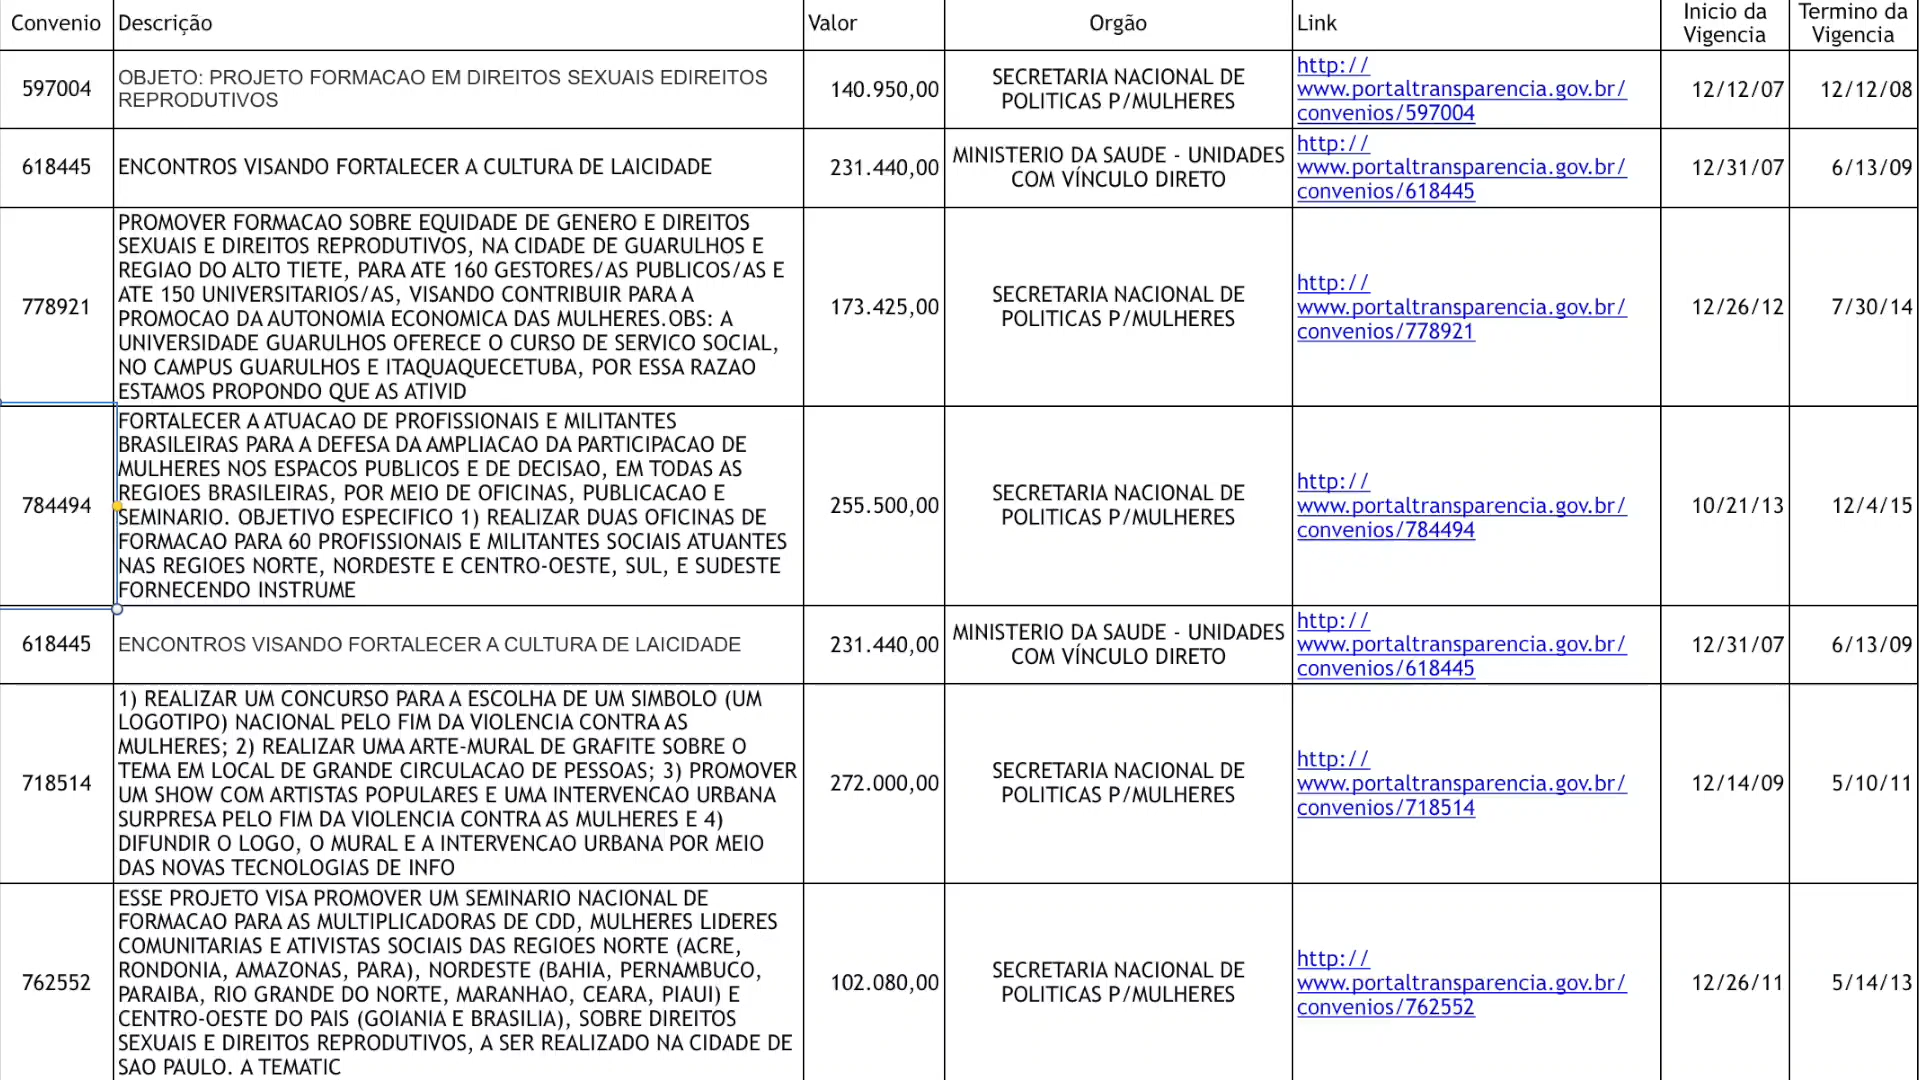 Convenio Descrição Valor Orgão Link Inicio da Vigencia Termino da Vigencia
597004
OBJETO: PROJETO FORMACAO EM DIREITOS SEXUAIS EDIREITOS
REPRODUTIVOS
140.950,00
SECRETARIA NACIONAL DE
POLITICAS P/MULHERES
http://
www.portaltransparencia.gov.br/
convenios/597004
12/12/07
12/12/08
618445
ENCONTROS VISANDO FORTALECER A CULTURA DE LAICIDADE
231.440,00
MINISTERIO DA SAUDE - UNIDADES
COM VÍNCULO DIRETO
http://
www.portaltransparencia.gov.br/
convenios/618445
12/31/07
6/13/09
778921
PROMOVER FORMACAO SOBRE EQUIDADE DE GENERO E DIREITOS
SEXUAIS E DIREITOS REPRODUTIVOS, NA CIDADE DE GUARULHOS E
REGIAO DO ALTO TIETE, PARA ATE 160 GESTORES/AS PUBLICOS/AS E
ATE 150 UNIVERSITARIOS/AS, VISANDO CONTRIBUIR PARA A
PROMOCAO DA AUTONOMIA ECONOMICA DAS MULHERES.OBS: A
UNIVERSIDADE GUARULHOS OFERECE O CURSO DE SERVICO SOCIAL,
NO CAMPUS GUARULHOS E ITAQUAQUECETUBA, POR ESSA RAZAO
ESTAMOS PROPONDO QUE AS ATIVID
173.425,00
SECRETARIA NACIONAL DE
POLITICAS P/MULHERES
http://
www.portaltransparencia.gov.br/
convenios/778921
12/26/12
7/30/14
784494
FORTALECER A ATUACAO DE PROFISSIONAIS E MILITANTES
BRASILEIRAS PARA A DEFESA DA AMPLIACAO DA PARTICIPACAO DE
MULHERES NOS ESPACOS PUBLICOS E DE DECISAO, EM TODAS AS
REGIOES BRASILEIRAS, POR MEIO DE OFICINAS, PUBLICACAO E
SEMINARIO. OBJETIVO ESPECIFICO 1) REALIZAR DUAS OFICINAS DE
FORMACAO PARA 60 PROFISSIONAIS E MILITANTES SOCIAIS ATUANTES
NAS REGIOES NORTE, NORDESTE E CENTRO-OESTE, SUL, E SUDESTE
FORNECENDO INSTRUME
255.500,00
SECRETARIA NACIONAL DE
POLITICAS P/MULHERES
http://
www.portaltransparencia.gov.br/
convenios/784494
10/21/13
12/4/15
618445
ENCONTROS VISANDO FORTALECER A CULTURA DE LAICIDADE
231.440,00
MINISTERIO DA SAUDE - UNIDADES
COM VÍNCULO DIRETO
http://
www.portaltransparencia.gov.br/
convenios/618445
12/31/07
6/13/09
718514
1) REALIZAR UM CONCURSO PARA A ESCOLHA DE UM SIMBOLO (UM
LOGOTIPO) NACIONAL PELO FIM DA VIOLENCIA CONTRA AS
MULHERES; 2) REALIZAR UMA ARTE-MURAL DE GRAFITE SOBRE O
TEMA EM LOCAL DE GRANDE CIRCULACAO DE PESSOAS; 3) PROMOVER
UM SHOW COM ARTISTAS POPULARES E UMA INTERVENCAO URBANA
SURPRESA PELO FIM DA VIOLENCIA CONTRA AS MULHERES E 4)
DIFUNDIR O LOGO, O MURAL E A INTERVENCAO URBANA POR MEIO
DAS NOVAS TECNOLOGIAS DE INFO
272.000,00
SECRETARIA NACIONAL DE
POLITICAS P/MULHERES
http://
www.portaltransparencia.gov.br/
convenios/718514
12/14/09
5/10/11
762552
ESSE PROJETO VISA PROMOVER UM SEMINARIO NACIONAL DE
FORMACAO PARA AS MULTIPLICADORAS DE CDD, MULHERES LIDERES
COMUNITARIAS E ATIVISTAS SOCIAIS DAS REGIOES NORTE (ACRE,
RONDONIA, AMAZONAS, PARA), NORDESTE (BAHIA, PERNAMBUCO,
PARAIBA, RIO GRANDE DO NORTE, MARANHAO, CEARA, PIAUI) E
CENTRO-OESTE DO PAIS (GOIANIA E BRASILIA), SOBRE DIREITOS
SEXUAIS E DIREITOS REPRODUTIVOS, A SER REALIZADO NA CIDADE DE
SAO PAULO. A TEMATIC
102.080,00
SECRETARIA NACIONAL DE
POLITICAS P/MULHERES
http://
www.portaltransparencia.gov.br/
convenios/762552
12/26/11
5/14/13